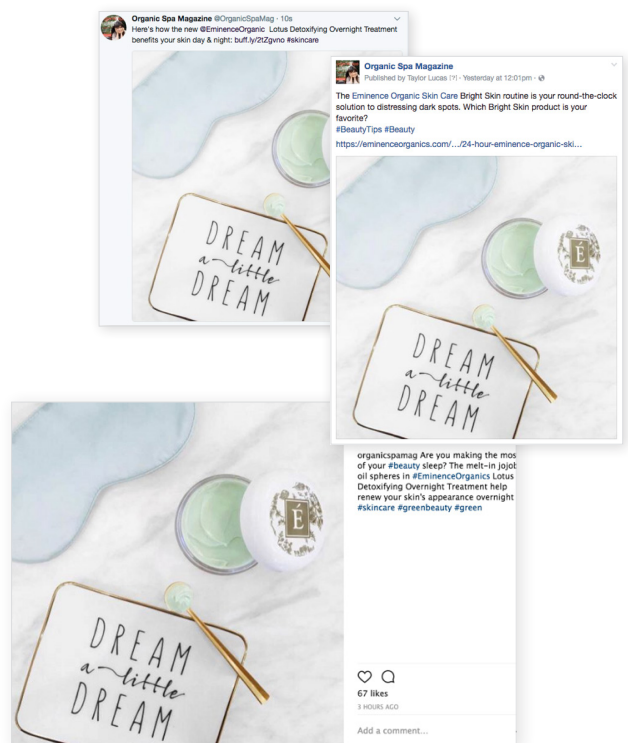 Organic Spa Magazine @OrganicSpaMag · 10s
Here's how the new @EminenceOrganic Lotus Detoxifying Overnight Treatment
benefits your skin day & night: buff.ly/2tZgvno #skincare
DREAM
a little
DREAM
Organic Spa Magazine
Published by Taylor Lucas [?] · Yesterday at 12:01pm ·
The Eminence Organic Skin Care Bright Skin routine is your round-the-clock
solution to distressing dark spots. Which Bright Skin product is your
favorite?
#BeautyTips #Beauty
https://eminenceorganics.com/.../24-hour-eminence-organic-ski...
É
DREAM
a little
DREAM
É
DREAM
a little
DREAM
organicspamag Are you making the mos
of your #beauty sleep? The melt-in jojob
oil spheres in #EminenceOrganics Lotus
Detoxifying Overnight Treatment help
renew your skin's appearance overnight
#skincare #greenbeauty #green
67 likes
3 HOURS AGO
Add a comment...